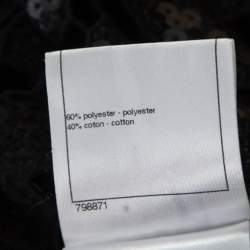 60% polyester - polyester
40% coton - cotton
798871